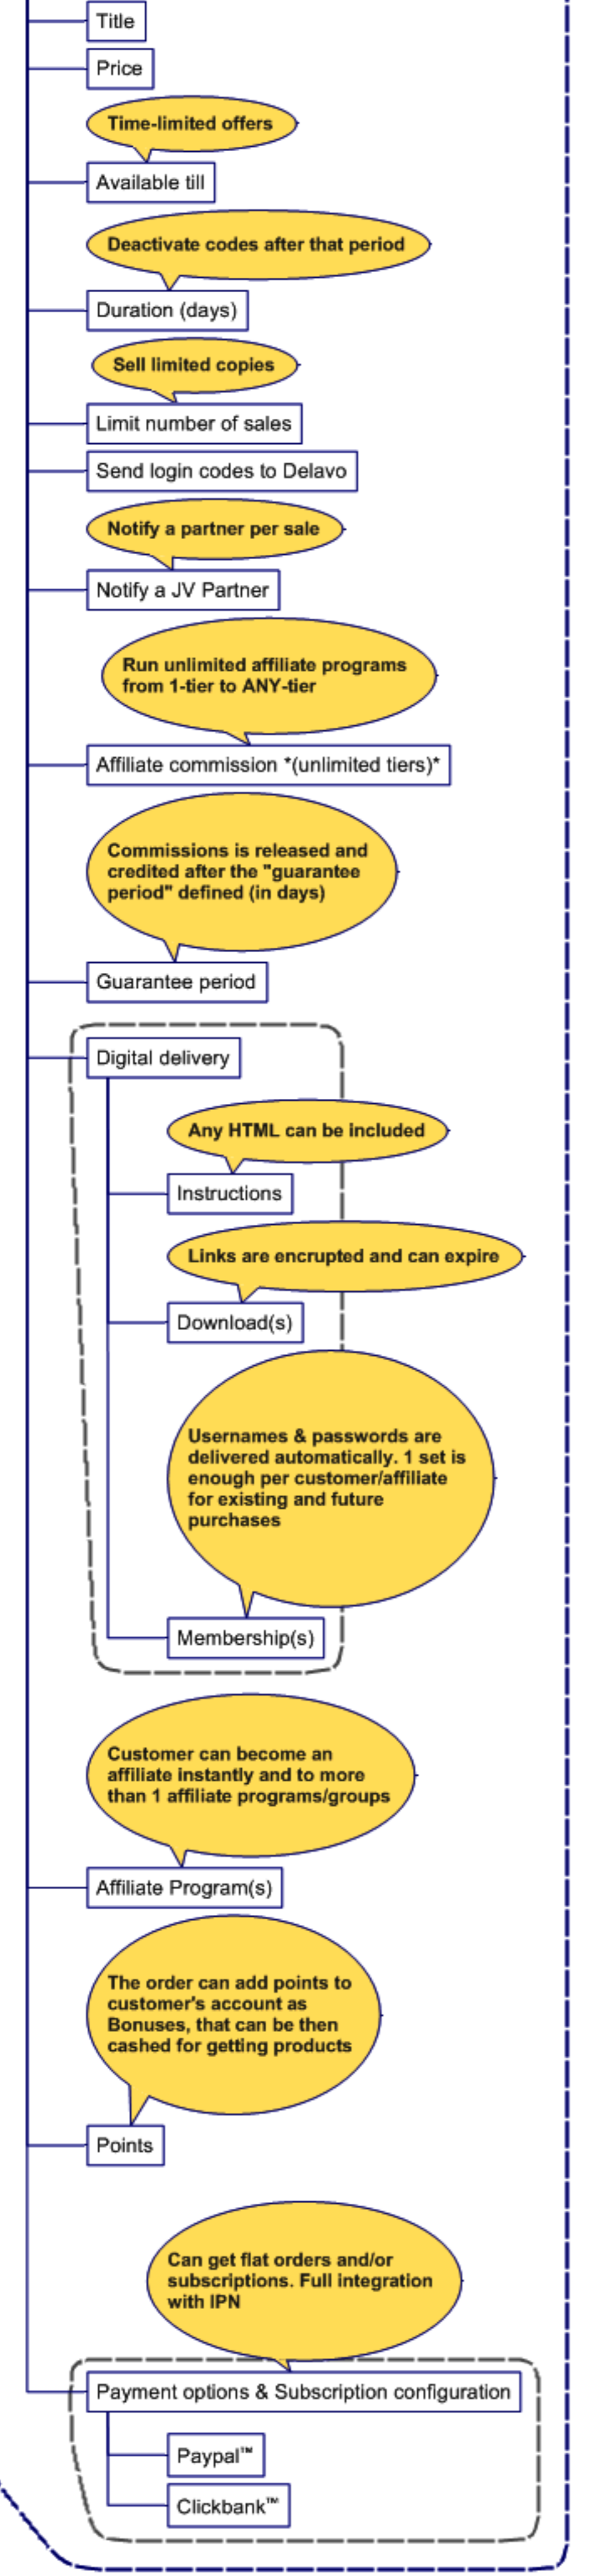 Title
Price
Time-limited offers
Available till
Deactivate codes after that period
Duration (days)
Sell limited copies
Limit number of sales
Send login codes to Delavo
Notify a partner per sale
Notify a JV Partner
Run unlimited affiliate programs
from 1-tier to ANY-tier
Affiliate commission *(unlimited tiers)*
Commissions is released and
credited after the "guarantee
period" defined (in days)
Guarantee period
Digital delivery
Any HTML can be included
Instructions
Links are encrypted and can expire
Download(s)
Usernames & passwords are
delivered automatically. 1 set is
enough per customer/affiliate
for existing and future
purchases
Membership(s)
Customer can become an
affiliate instantly and to more
than 1 affiliate programs/groups
Affiliate Program(s)
The order can add points to
customer's account as
Bonuses, that can be then
cashed for getting products
Points
Can get flat orders and/or
subscriptions. Full integration
with IPN
Payment options & Subscription configuration
Paypal™
Clickbank™